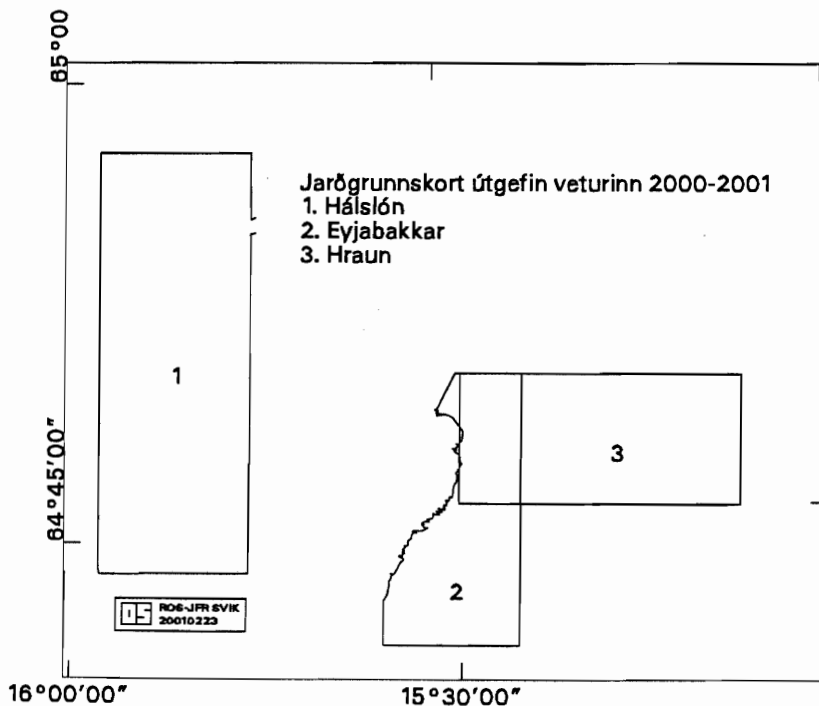 65°00
Jarðgrunnskort útgefin veturinn 2000-2001
1. Hálslón
2. Eyjabakkar
3. Hraun
1
3
64°45'00"
2
OS ROS-JFR SVIK
20010223
16°00'00"
15°30'00"